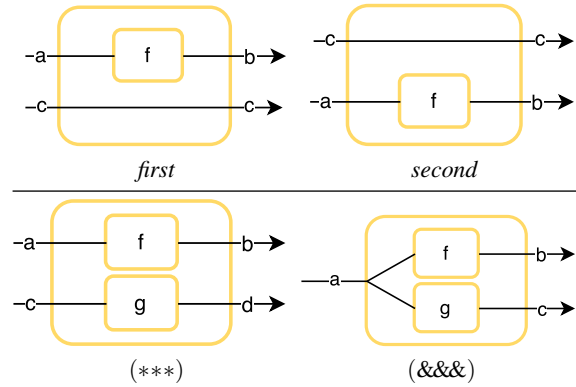 a f b
c c
first
c c
a f b
second
a f b
c g d
(***)
a f b
g c
(&&&)